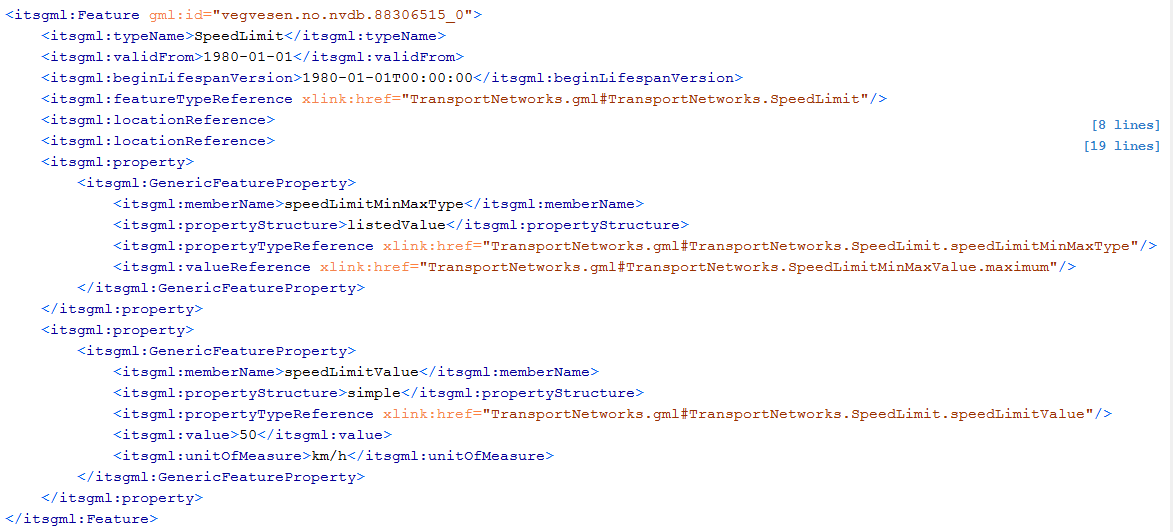 <itsgml:Feature gml:id="vegvesen.no.nvdb.88306515_0">
    <itsgml:typeName>SpeedLimit</itsgml:typeName>
    <itsgml:validFrom>1980-01-01</itsgml:validFrom>
    <itsgml:beginLifespanVersion>1980-01-01T00:00:00</itsgml:beginLifespanVersion>
    <itsgml:featureTypeReference xlink:href="TransportNetworks.gml#TransportNetworks.SpeedLimit"/>
    <itsgml:locationReference> [8 lines]
    <itsgml:locationReference> [19 lines]
    <itsgml:property>
        <itsgml:GenericFeatureProperty>
            <itsgml:memberName>speedLimitMinMaxType</itsgml:memberName>
            <itsgml:propertyStructure>listedValue</itsgml:propertyStructure>
            <itsgml:propertyTypeReference xlink:href="TransportNetworks.gml#TransportNetworks.SpeedLimit.speedLimitMinMaxType"/>
            <itsgml:valueReference xlink:href="TransportNetworks.gml#TransportNetworks.SpeedLimitMinMaxValue.maximum"/>
        </itsgml:GenericFeatureProperty>
    </itsgml:property>
    <itsgml:property>
        <itsgml:GenericFeatureProperty>
            <itsgml:memberName>speedLimitValue</itsgml:memberName>
            <itsgml:propertyStructure>simple</itsgml:propertyStructure>
            <itsgml:propertyTypeReference xlink:href="TransportNetworks.gml#TransportNetworks.SpeedLimit.speedLimitValue"/>
            <itsgml:value>50</itsgml:value>
            <itsgml:unitOfMeasure>km/h</itsgml:unitOfMeasure>
        </itsgml:GenericFeatureProperty>
    </itsgml:property>
</itsgml:Feature>